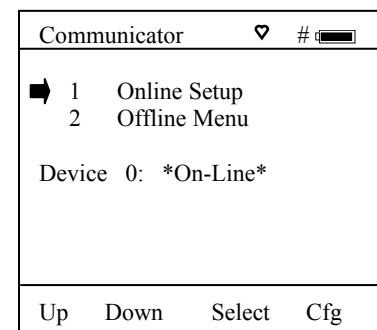 Communicator ♡ #
1 Online Setup
2 Offline Menu
Device 0: *On-Line*
Up Down Select Cfg